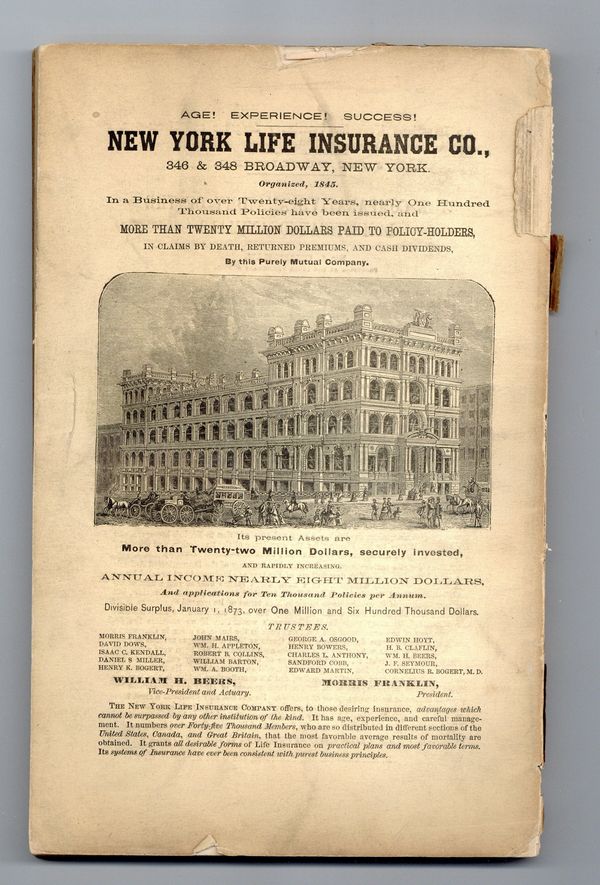 AGE! EXPERIENCE! SUCCESS!
NEW YORK LIFE INSURANCE CO.,
346 & 348 BROADWAY, NEW YORK.
Organized, 1845.
In a Business of over Twenty-eight Years, nearly One Hundred
Thousand Policies have been issued, and
MORE THAN TWENTY MILLION DOLLARS PAID TO POLICY-HOLDERS,
IN CLAIMS BY DEATH, RETURNED PREMIUMS, AND CASH DIVIDENDS,
By this Purely Mutual Company.
Its present Assets are
More than Twenty-two Million Dollars, securely invested,
AND RAPIDLY INCREASING.
ANNUAL INCOME NEARLY EIGHT MILLION DOLLARS,
And applications for Ten Thousand Policies per Annum.
Divisible Surplus, January 1, 1873, over One Million and Six Hundred Thousand Dollars.
TRUSTEES.
MORRIS FRANKLIN,
DAVID DOWS,
ISAAC C. KENDALL,
DANIEL S MILLER,
HENRY K. BOGERT,
JOHN MAIRS,
WM. H. APPLETON,
ROBERT B. COLLINS,
WILLIAM BARTON,
WM. A. BOOTH,
GEORGE A. OSGOOD,
HENRY BOWERS,
CHARLES L. ANTHONY,
SANDFORD COBB,
EDWARD MARTIN,
EDWIN HOYT,
H. B. CLAFLIN,
WM. H. BEERS,
J. F. SEYMOUR,
CORNELIUS R. BOGERT, M. D.
WILLIAM H. BEERS,
Vice-President and Actuary.
MORRIS FRANKLIN,
President.
THE NEW YORK LIFE INSURANCE COMPANY offers, to those desiring insurance, advantages which
cannot be surpassed by any other institution of the kind. It has age, experience, and careful manage-
ment. It numbers over Forty-five Thousand Members, who are so distributed in different sections of the
United States, Canada, and Great Britain, that the most favorable average results of mortality are
obtained. It grants all desirable forms of Life Insurance on practical plans and most favorable terms.
Its systems of Insurance have ever been consistent with purest business principles.